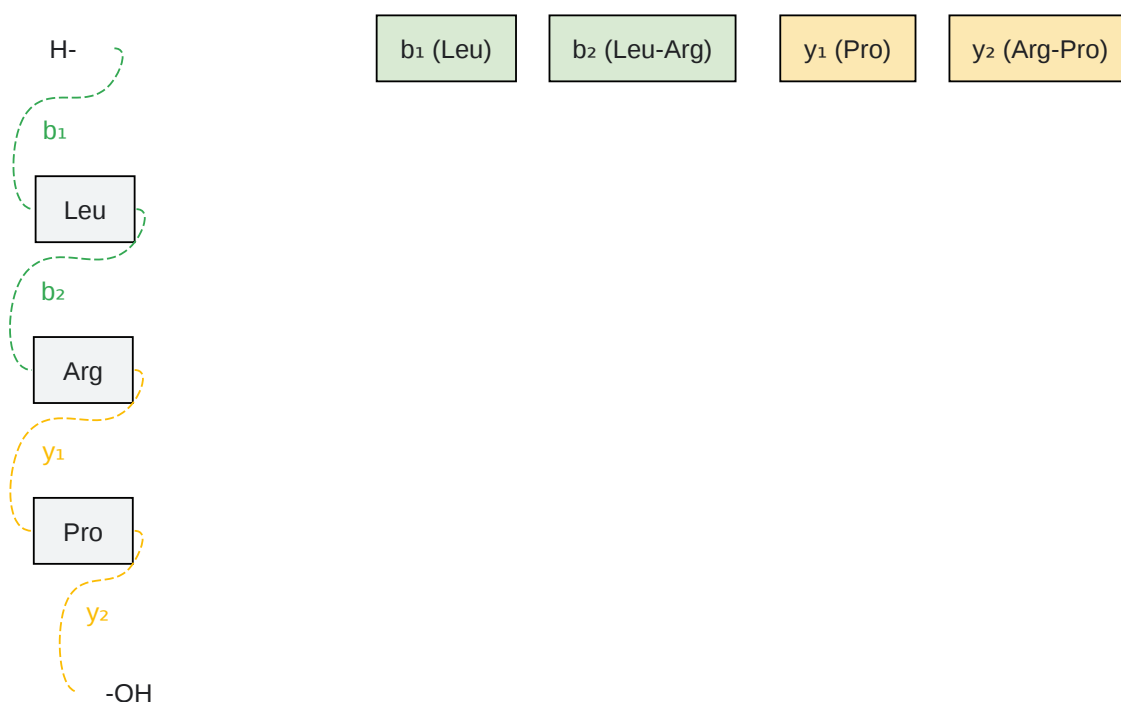 H-
b₁ (Leu)
b₂ (Leu-Arg)
y₁ (Pro)
y₂ (Arg-Pro)
b₁
Leu
b₂
Arg
y₁
Pro
y₂
-OH